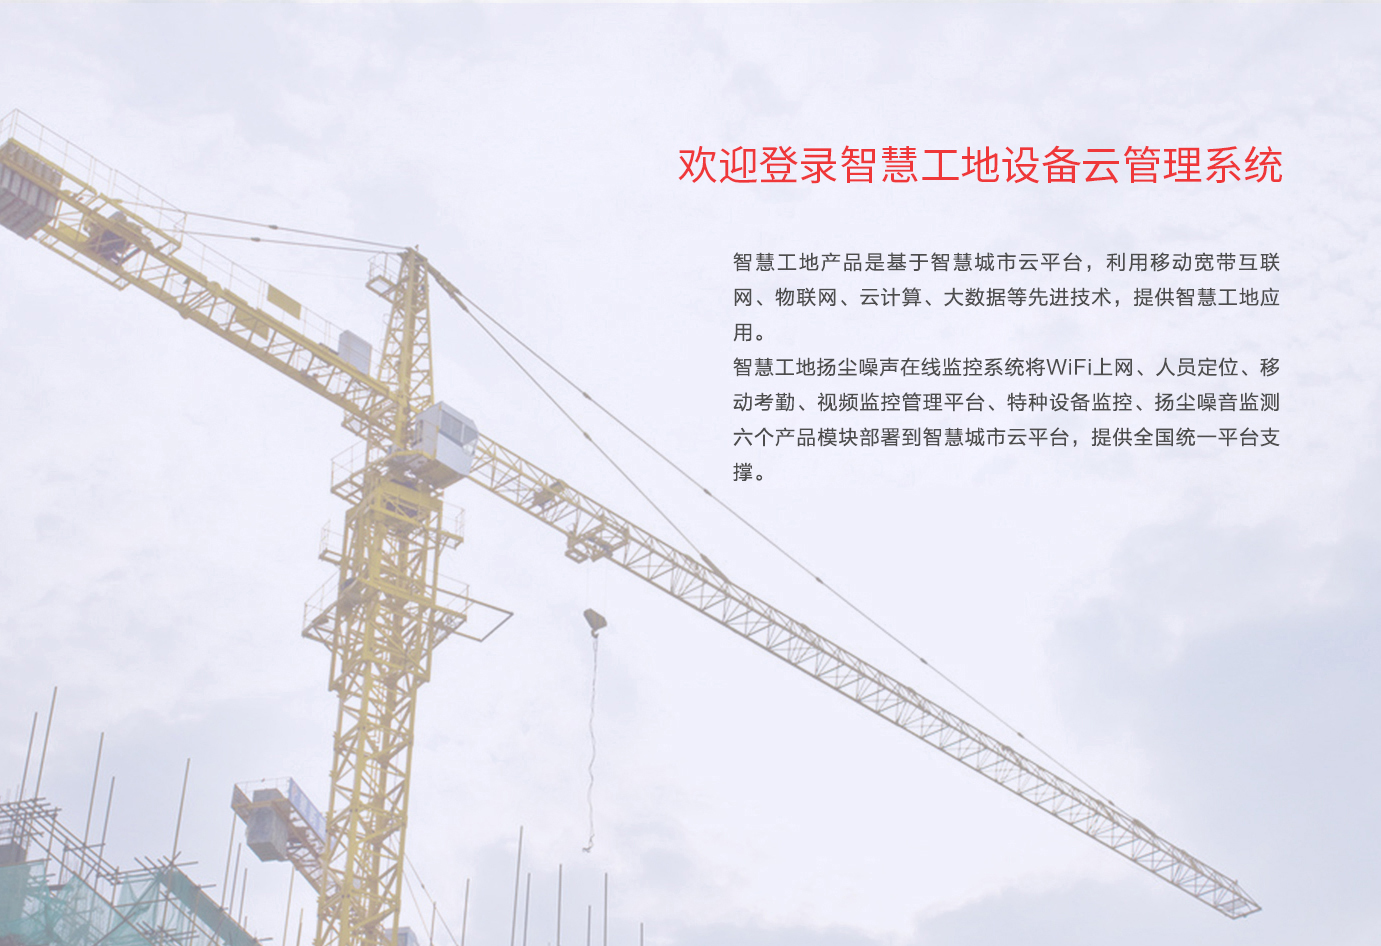 欢迎登录智慧工地设备云管理系统
智慧工地产品是基于智慧城市云平台，利用移动宽带互联
网、物联网、云计算、大数据等先进技术，提供智慧工地应
用。
智慧工地扬尘噪声在线监控系统将WiFi上网、人员定位、移
动考勤、视频监控管理平台、特种设备监控、扬尘噪音监测
六个产品模块部署到智慧城市云平台，提供全国统一平台支
撑。